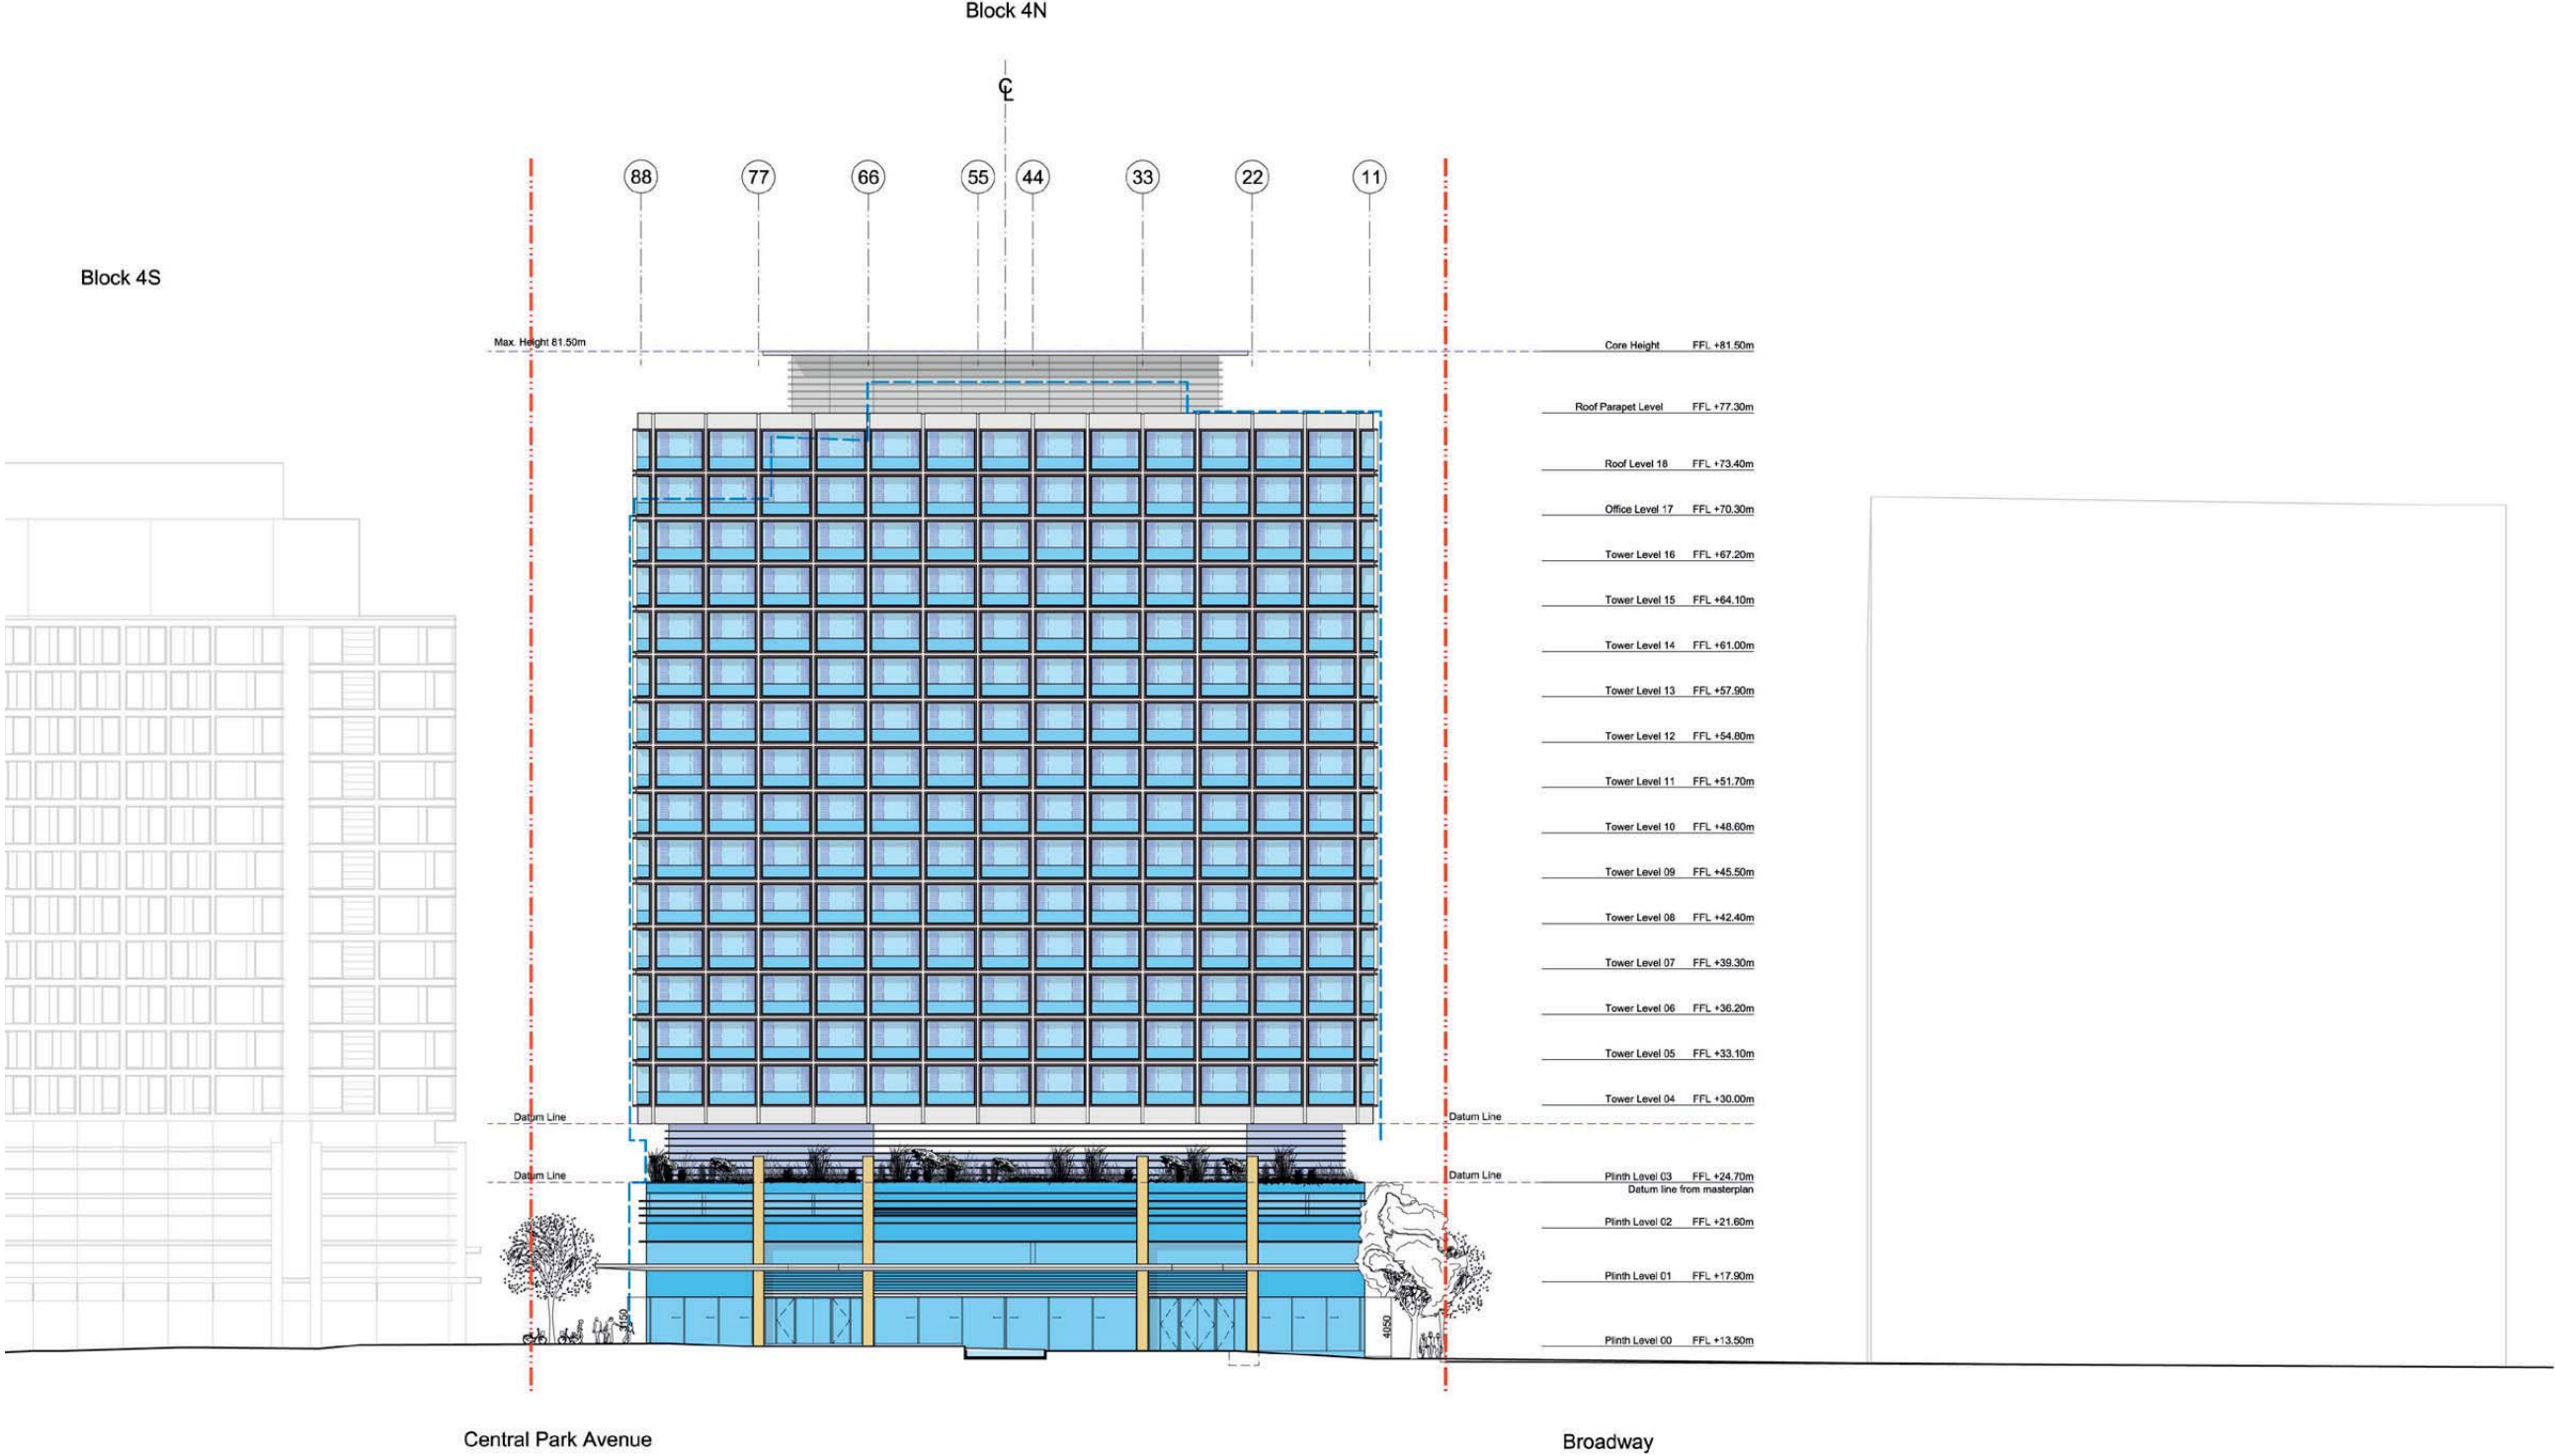 Block 4N
℄
88 77 66 55 44 33 22 11
Block 4S
Max. Height 81.50m
Core Height FFL +81.50m
Roof Parapet Level FFL +77.30m
Roof Level 18 FFL +73.40m
Office Level 17 FFL +70.30m
Tower Level 16 FFL +67.20m
Tower Level 15 FFL +64.10m
Tower Level 14 FFL +61.00m
Tower Level 13 FFL +57.90m
Tower Level 12 FFL +54.80m
Tower Level 11 FFL +51.70m
Tower Level 10 FFL +48.60m
Tower Level 09 FFL +45.50m
Tower Level 08 FFL +42.40m
Tower Level 07 FFL +39.30m
Tower Level 06 FFL +36.20m
Tower Level 05 FFL +33.10m
Tower Level 04 FFL +30.00m
Datum Line
Datum Line
Datum Line
Datum Line
Plinth Level 03 FFL +24.70m
Datum line from masterplan
Plinth Level 02 FFL +21.60m
Plinth Level 01 FFL +17.90m
4050
Plinth Level 00 FFL +13.50m
Central Park Avenue
Broadway